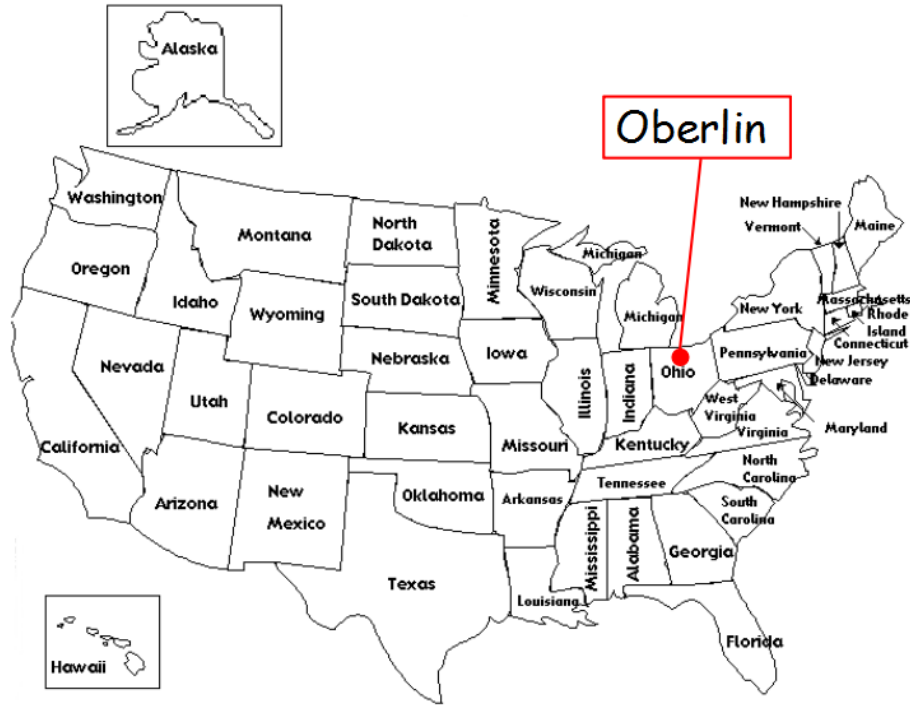 Alaska
Oberlin
New Hampshire
Vermont
Maine
Washington
Montana
North
Dakota
Minnesota
Michigan
Oregon
Idaho
South Dakota
Wisconsin
Wyoming
Michigan
New York
Massachusetts
Rhode
Island
Connecticut
Nevada
Nebraska
Iowa
Ohio
Pennsylvania
New Jersey
Delaware
Utah
Colorado
Illinois
Indiana
West
Virginia
Virginia
Maryland
California
Kansas
Missouri
Kentucky
North
Carolina
Arizona
New
Mexico
Oklahoma
Arkansas
Tennessee
South
Carolina
Texas
Mississippi
Alabama
Georgia
Louisiana
Florida
Hawaii